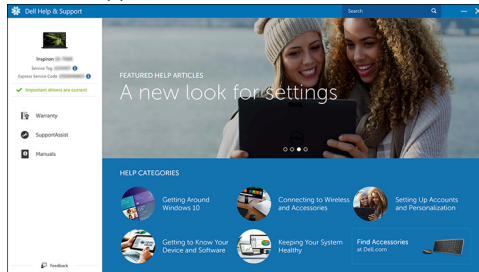 Dell Help & Support
Search
Inspiron
Service Tag
Express Service Code
Important drivers are current
Warranty
SupportAssist
Manuals
Feedback
FEATURED HELP ARTICLES
A new look for settings
HELP CATEGORIES
Getting Around
Windows 10
Connecting to Wireless
and Accessories
Setting Up Accounts
and Personalization
Getting to Know Your
Device and Software
Keeping Your System
Healthy
Find Accessories
at Dell.com